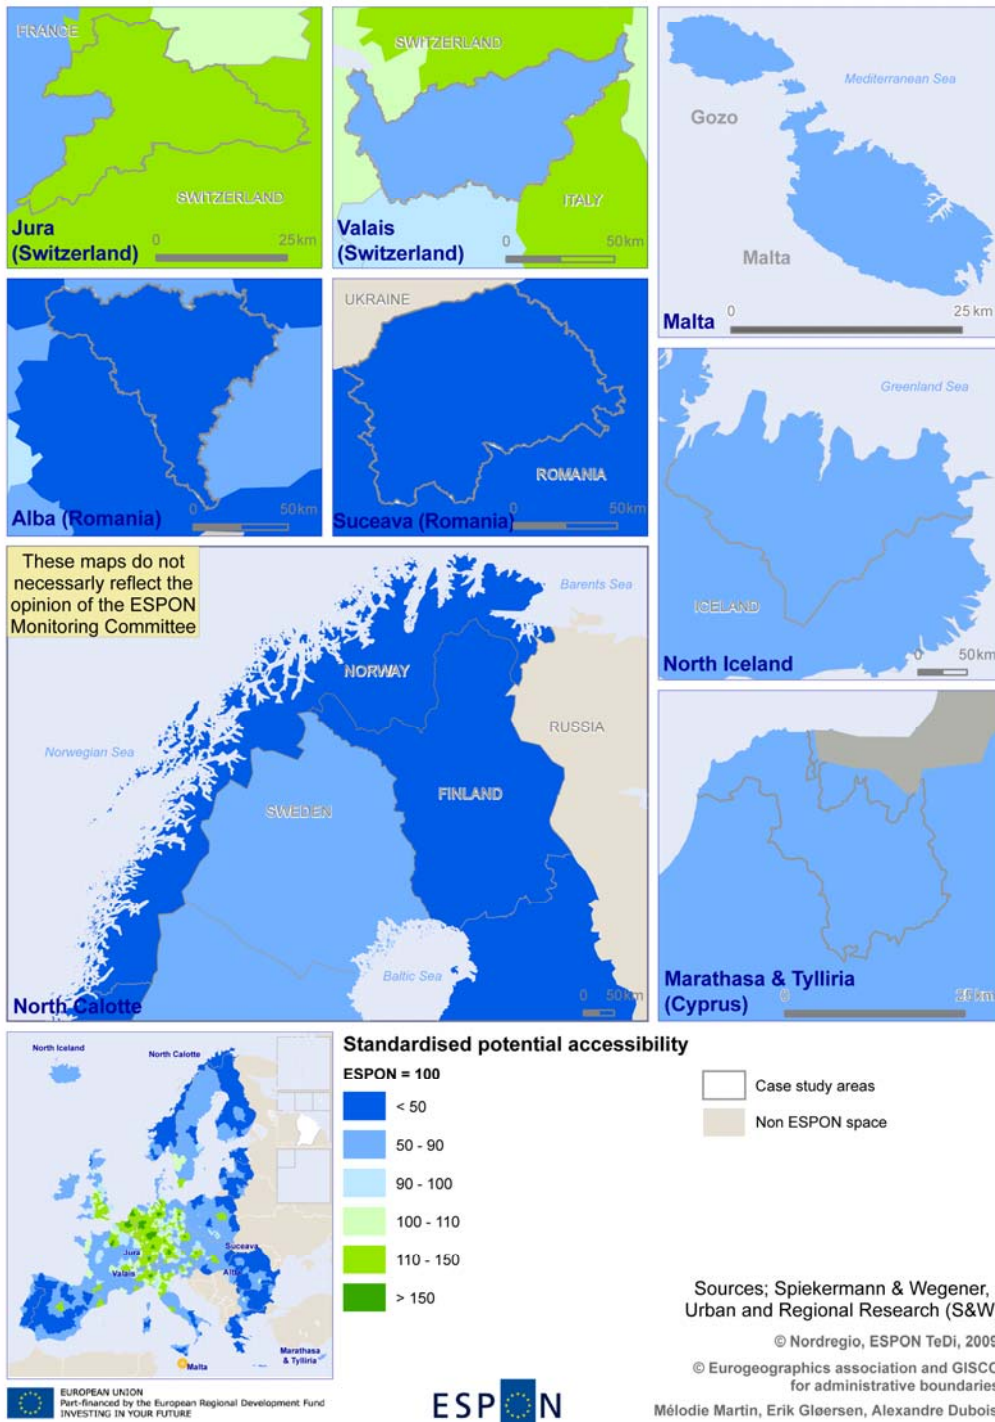 FRANCE
SWITZERLAND
Jura
(Switzerland)
0 25km
SWITZERLAND
ITALY
Valais
(Switzerland)
0 50km
Mediterranean Sea
Gozo
Malta
Malta
0 25 km
Alba (Romania)
0 50km
UKRAINE
ROMANIA
Suceava (Romania)
0 50km
Greenland Sea
ICELAND
North Iceland
0 50km
These maps do not
necessarly reflect the
opinion of the ESPON
Monitoring Committee
Barents Sea
NORWAY
RUSSIA
Norwegian Sea
SWEDEN
FINLAND
Baltic Sea
North Calotte
0 50km
Marathasa & Tylliria
(Cyprus)
0 km
North Iceland
North Calotte
Jura
Valais
Suceava
Alba
Malta
Marathasa
& Tylliria
Standardised potential accessibility
ESPON = 100
< 50
50 - 90
90 - 100
100 - 110
110 - 150
> 150
Case study areas
Non ESPON space
Sources; Spiekermann & Wegener,
Urban and Regional Research (S&W
© Nordregio, ESPON TeDi, 2009
© Eurogeographics association and GISCO
for administrative boundaries
Mélodie Martin, Erik Gløersen, Alexandre Dubois
EUROPEAN UNION
Part-financed by the European Regional Development Fund
INVESTING IN YOUR FUTURE
ESPON